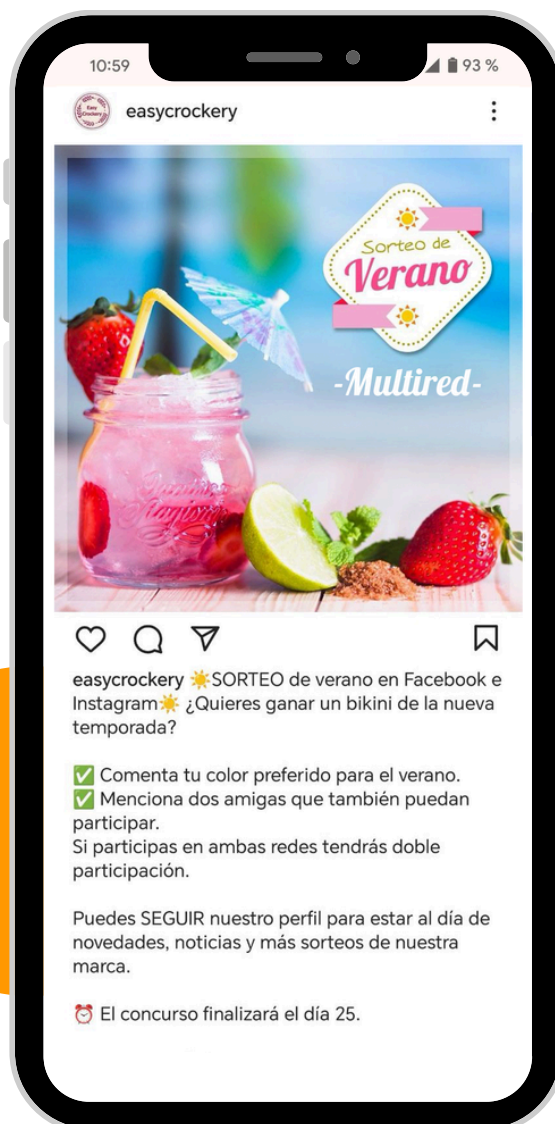 10:59
93 %
Easy
Crockery
easycrockery
Sorteo de
Verano
-Multired-
easycrockery ☀️SORTEO de verano en Facebook e
Instagram☀️ ¿Quieres ganar un bikini de la nueva
temporada?
✅ Comenta tu color preferido para el verano.
✅ Menciona dos amigas que también puedan
participar.
Si participas en ambas redes tendrás doble
participación.
Puedes SEGUIR nuestro perfil para estar al día de
novedades, noticias y más sorteos de nuestra
marca.
⏰ El concurso finalizará el día 25.